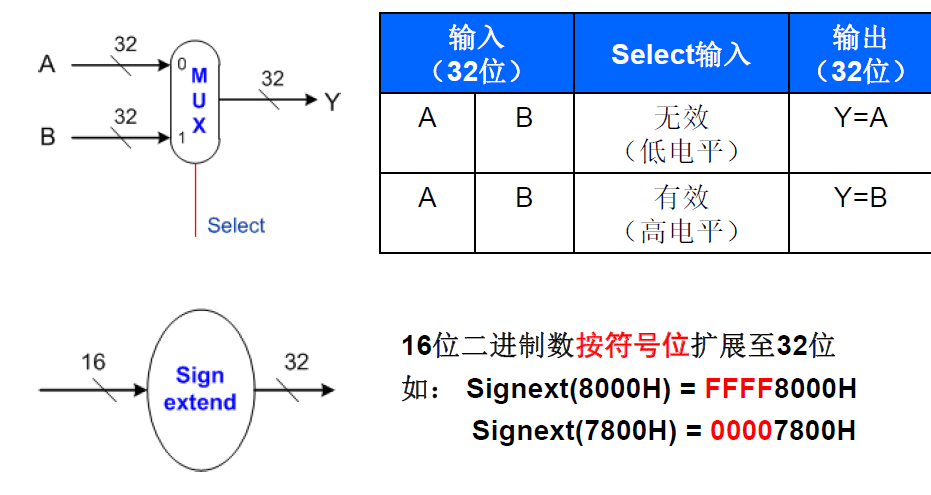 A
32
0
B
32
1
M
U
X
32
Y
Select
输入
（32位）
Select输入
输出
（32位）
A
B
无效
（低电平）
Y=A
A
B
有效
（高电平）
Y=B
16
Sign
extend
32
16位二进制数按符号位扩展至32位
如： Signext(8000H) = FFFF8000H
Signext(7800H) = 00007800H